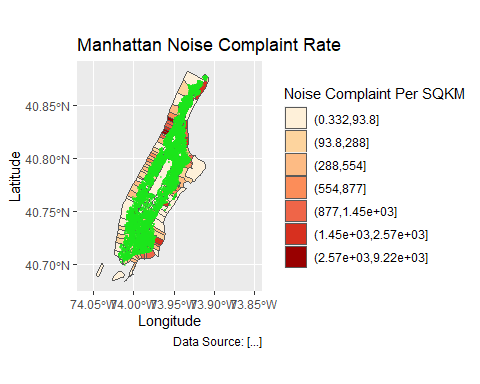 Manhattan Noise Complaint Rate
Noise Complaint Per SQKM
(0.332,93.8]
(93.8,288]
(288,554]
(554,877]
(877,1.45e+03]
(1.45e+03,2.57e+03]
(2.57e+03,9.22e+03]
Latitude
40.85°N
40.80°N
40.75°N
40.70°N
74.05°W 74.00°W 73.95°W 73.90°W 73.85°W
Longitude
Data Source: [...]